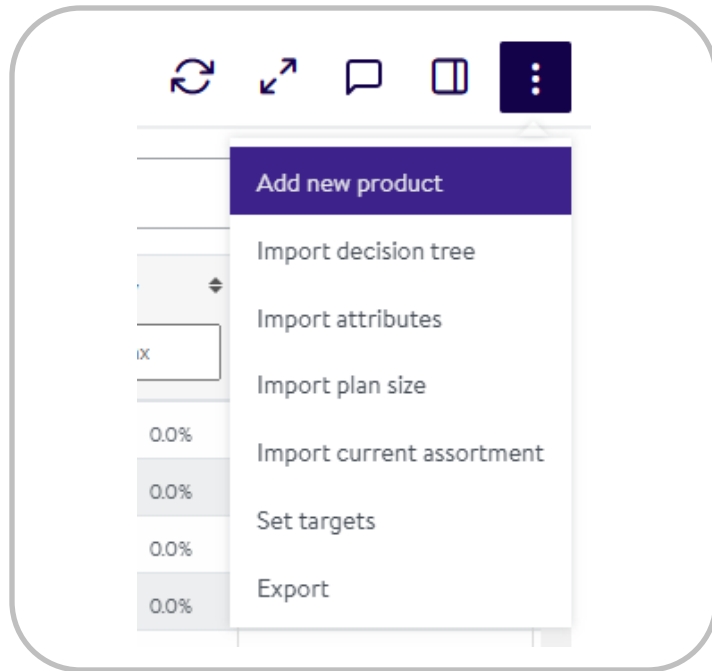 Add new product
Import decision tree
Import attributes
Import plan size
0.0%
Import current assortment
0.0%
Set targets
0.0%
Export
0.0%